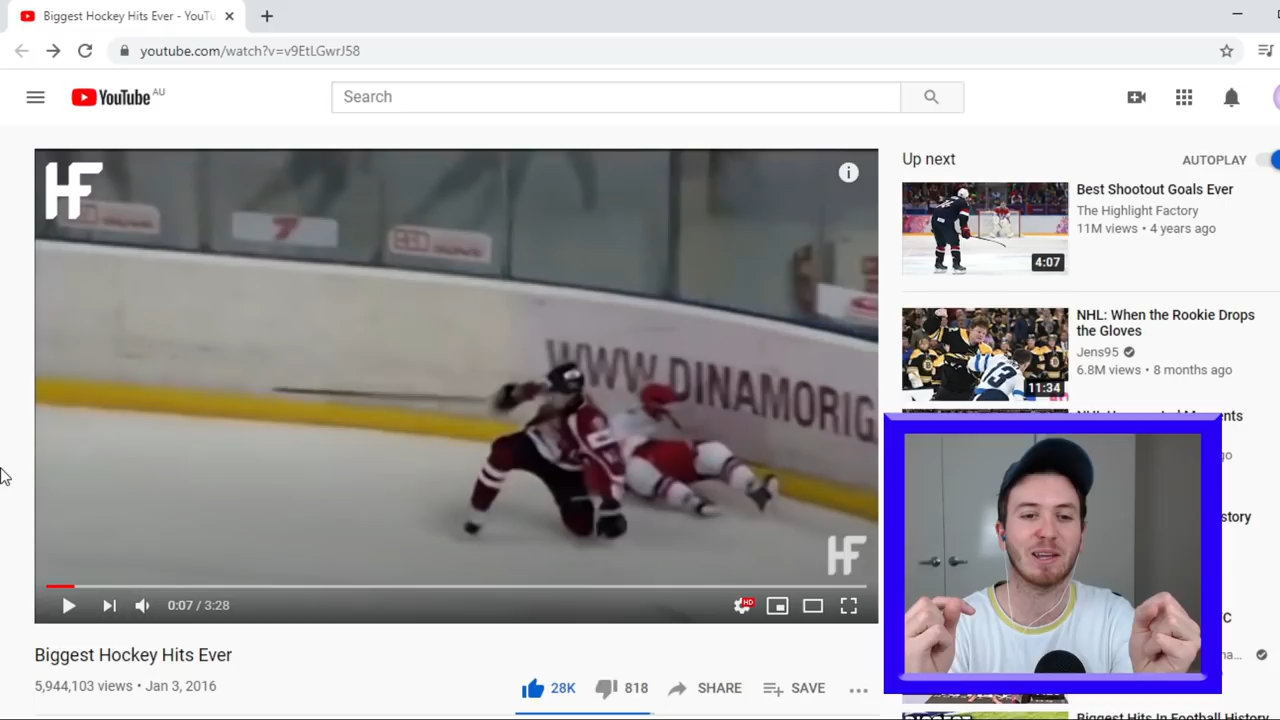 Biggest Hockey Hits Ever - YouTu
youtube.com/watch?v=v9EtLGwrJ58
YouTube AU
Search
HF
7
WWW.DINAMORIG
HF
0:07 / 3:28
HD
Biggest Hockey Hits Ever
5,944,103 views • Jan 3, 2016
28K
818
SHARE
SAVE
Up next
AUTOPLAY
Best Shootout Goals Ever
The Highlight Factory
11M views • 4 years ago
4:07
NHL: When the Rookie Drops
the Gloves
Jens95
6.8M views • 8 months ago
11:34
13
Biggest Hits In Football History